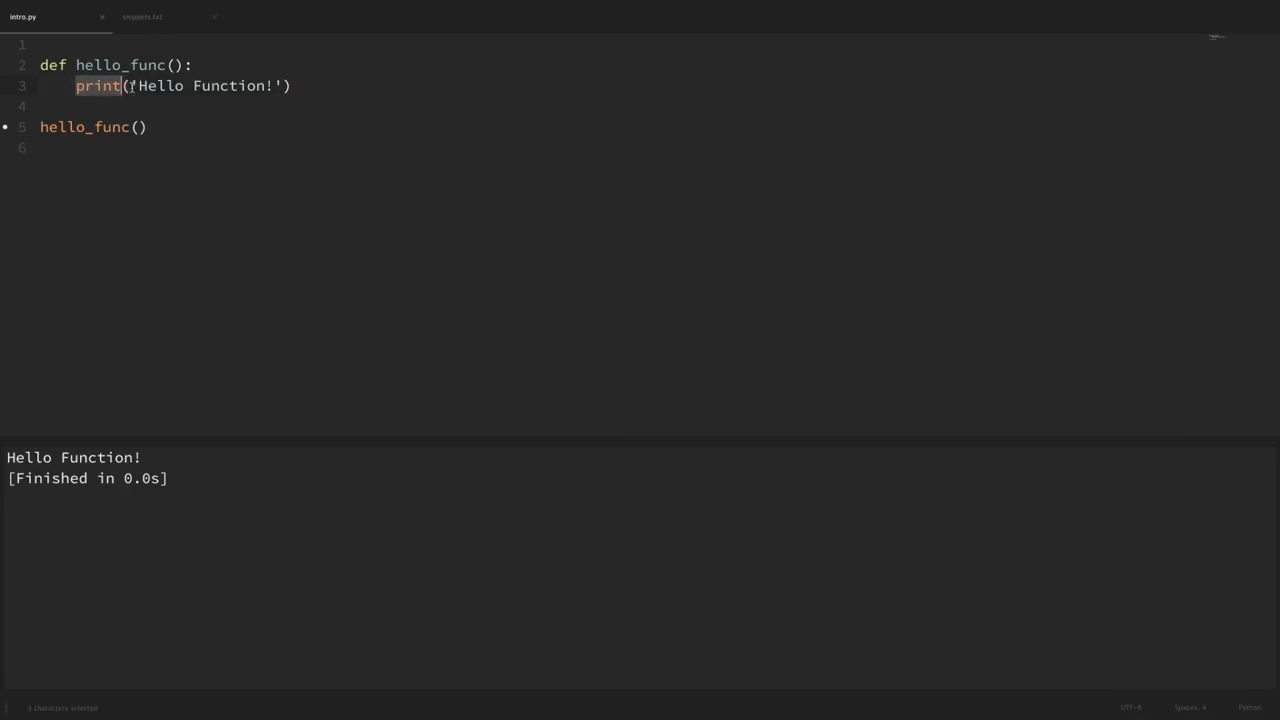 intro.py × snippets.txt ×
1
2 def hello_func():
3 print('Hello Function!')
4
5 hello_func()
6
Hello Function!
[Finished in 0.0s]
5 characters selected UTF-8 Spaces: 4 Python